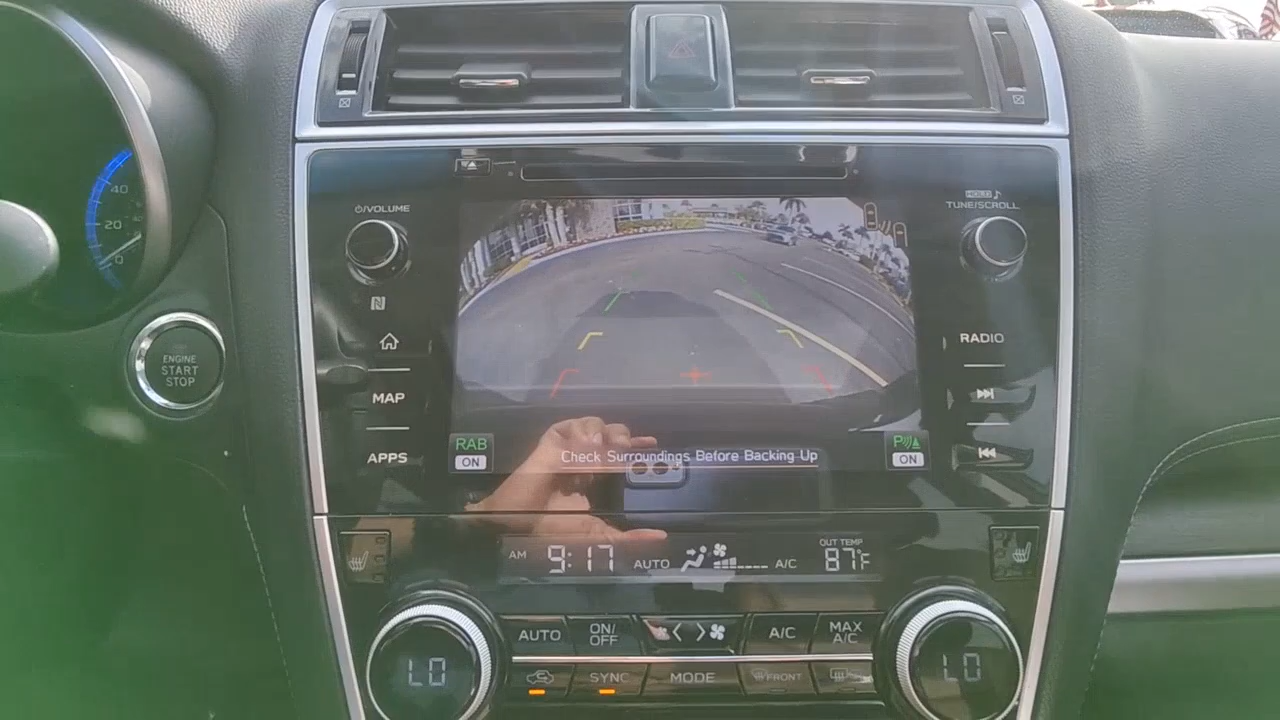 40
20
0
ENGINE
START
STOP
/VOLUME
MAP
APPS
HOLD
TUNE/SCROLL
RADIO
RAB
ON
Check Surroundings Before Backing Up
P
ON
AM 9:17 AUTO A/C
OUT TEMP
87°F
AUTO
ON/
OFF
A/C
MAX
A/C
LO
SYNC
MODE
FRONT
LO